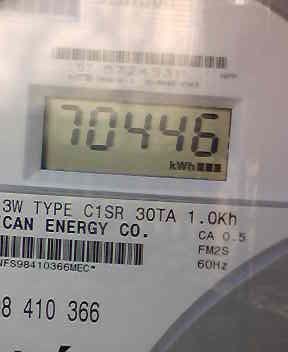 70446
kWh
3W TYPE C1SR 30TA 1.0Kh
CAN ENERGY CO.
CA 0.5
FM2S
60Hz
NFS98410366MEC*
8 410 366